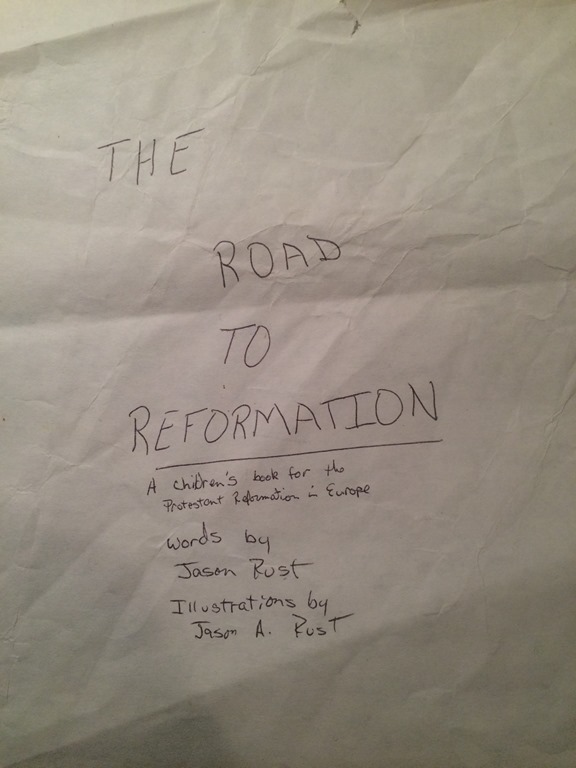 THE
ROAD
TO
REFORMATION
A children's book for the
Protestant Reformation in Europe
words by
Jason Rust
Illustrations by
Jason A. Rust